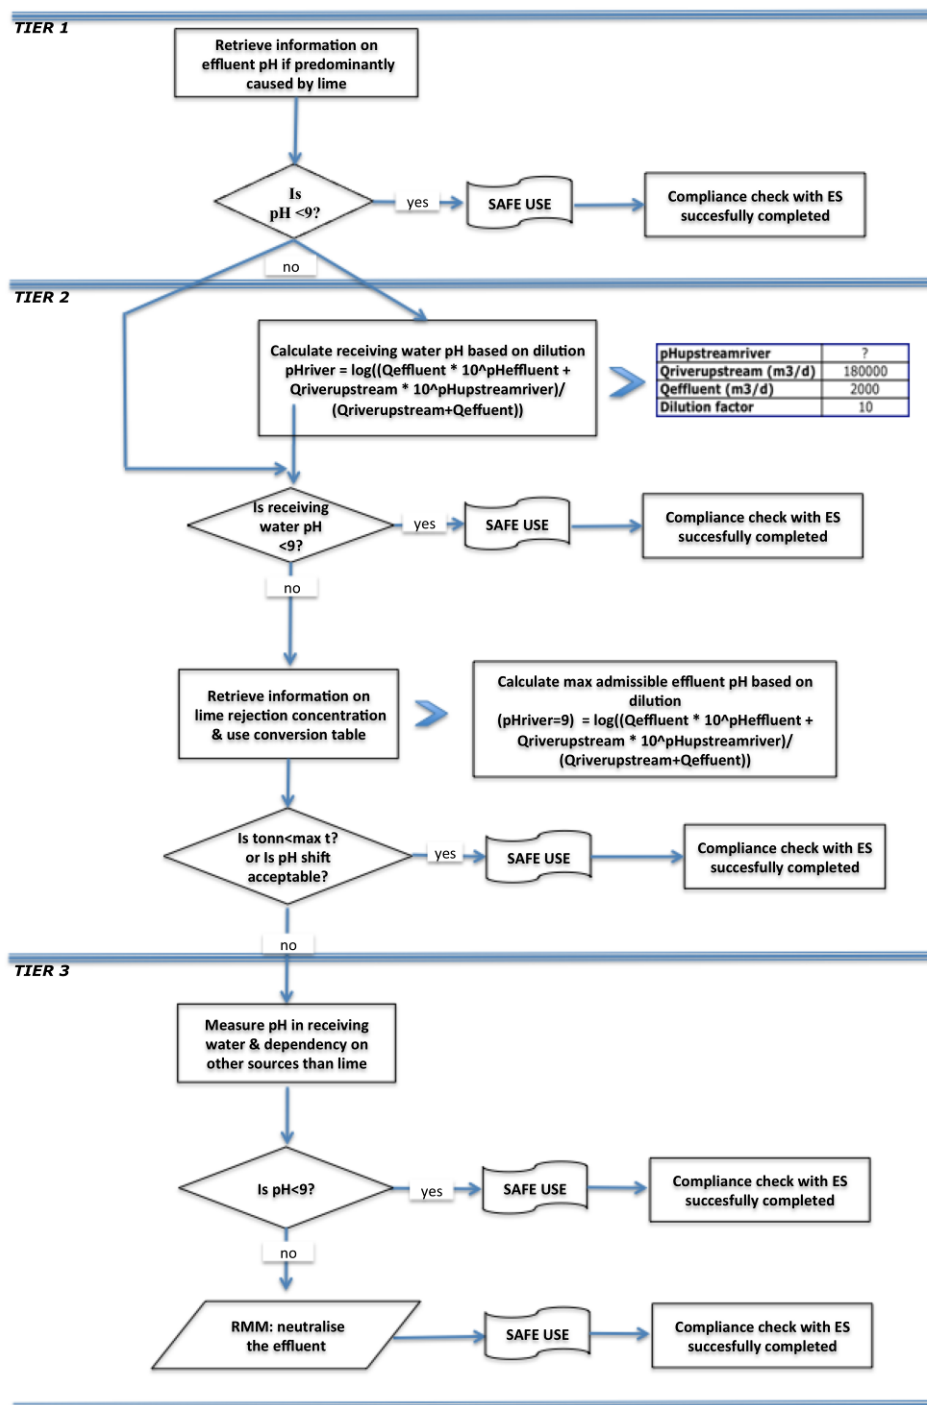 TIER 1
Retrieve information on
effluent pH if predominantly
caused by lime
Is
pH <9?
yes
SAFE USE
Compliance check with ES
succesfully completed
no
TIER 2
Calculate receiving water pH based on dilution
pHriver = log((Qeffluent * 10^pHeffluent +
Qriverupstream * 10^pHupstreamriver)/
(Qriverupstream+Qeffuent))
pHupstreamriver ?
Qriverupstream (m3/d) 180000
Qeffluent (m3/d) 2000
Dilution factor 10
Is receiving
water pH
<9?
yes
SAFE USE
Compliance check with ES
succesfully completed
no
Retrieve information on
lime rejection concentration
& use conversion table
Calculate max admissible effluent pH based on
dilution
(pHriver=9) = log((Qeffluent * 10^pHeffluent +
Qriverupstream * 10^pHupstreamriver)/
(Qriverupstream+Qeffuent))
Is tonn<max t?
or Is pH shift
acceptable?
yes
SAFE USE
Compliance check with ES
succesfully completed
no
TIER 3
Measure pH in receiving
water & dependency on
other sources than lime
Is pH<9?
yes
SAFE USE
Compliance check with ES
succesfully completed
no
RMM: neutralise
the effluent
SAFE USE
Compliance check with ES
succesfully completed